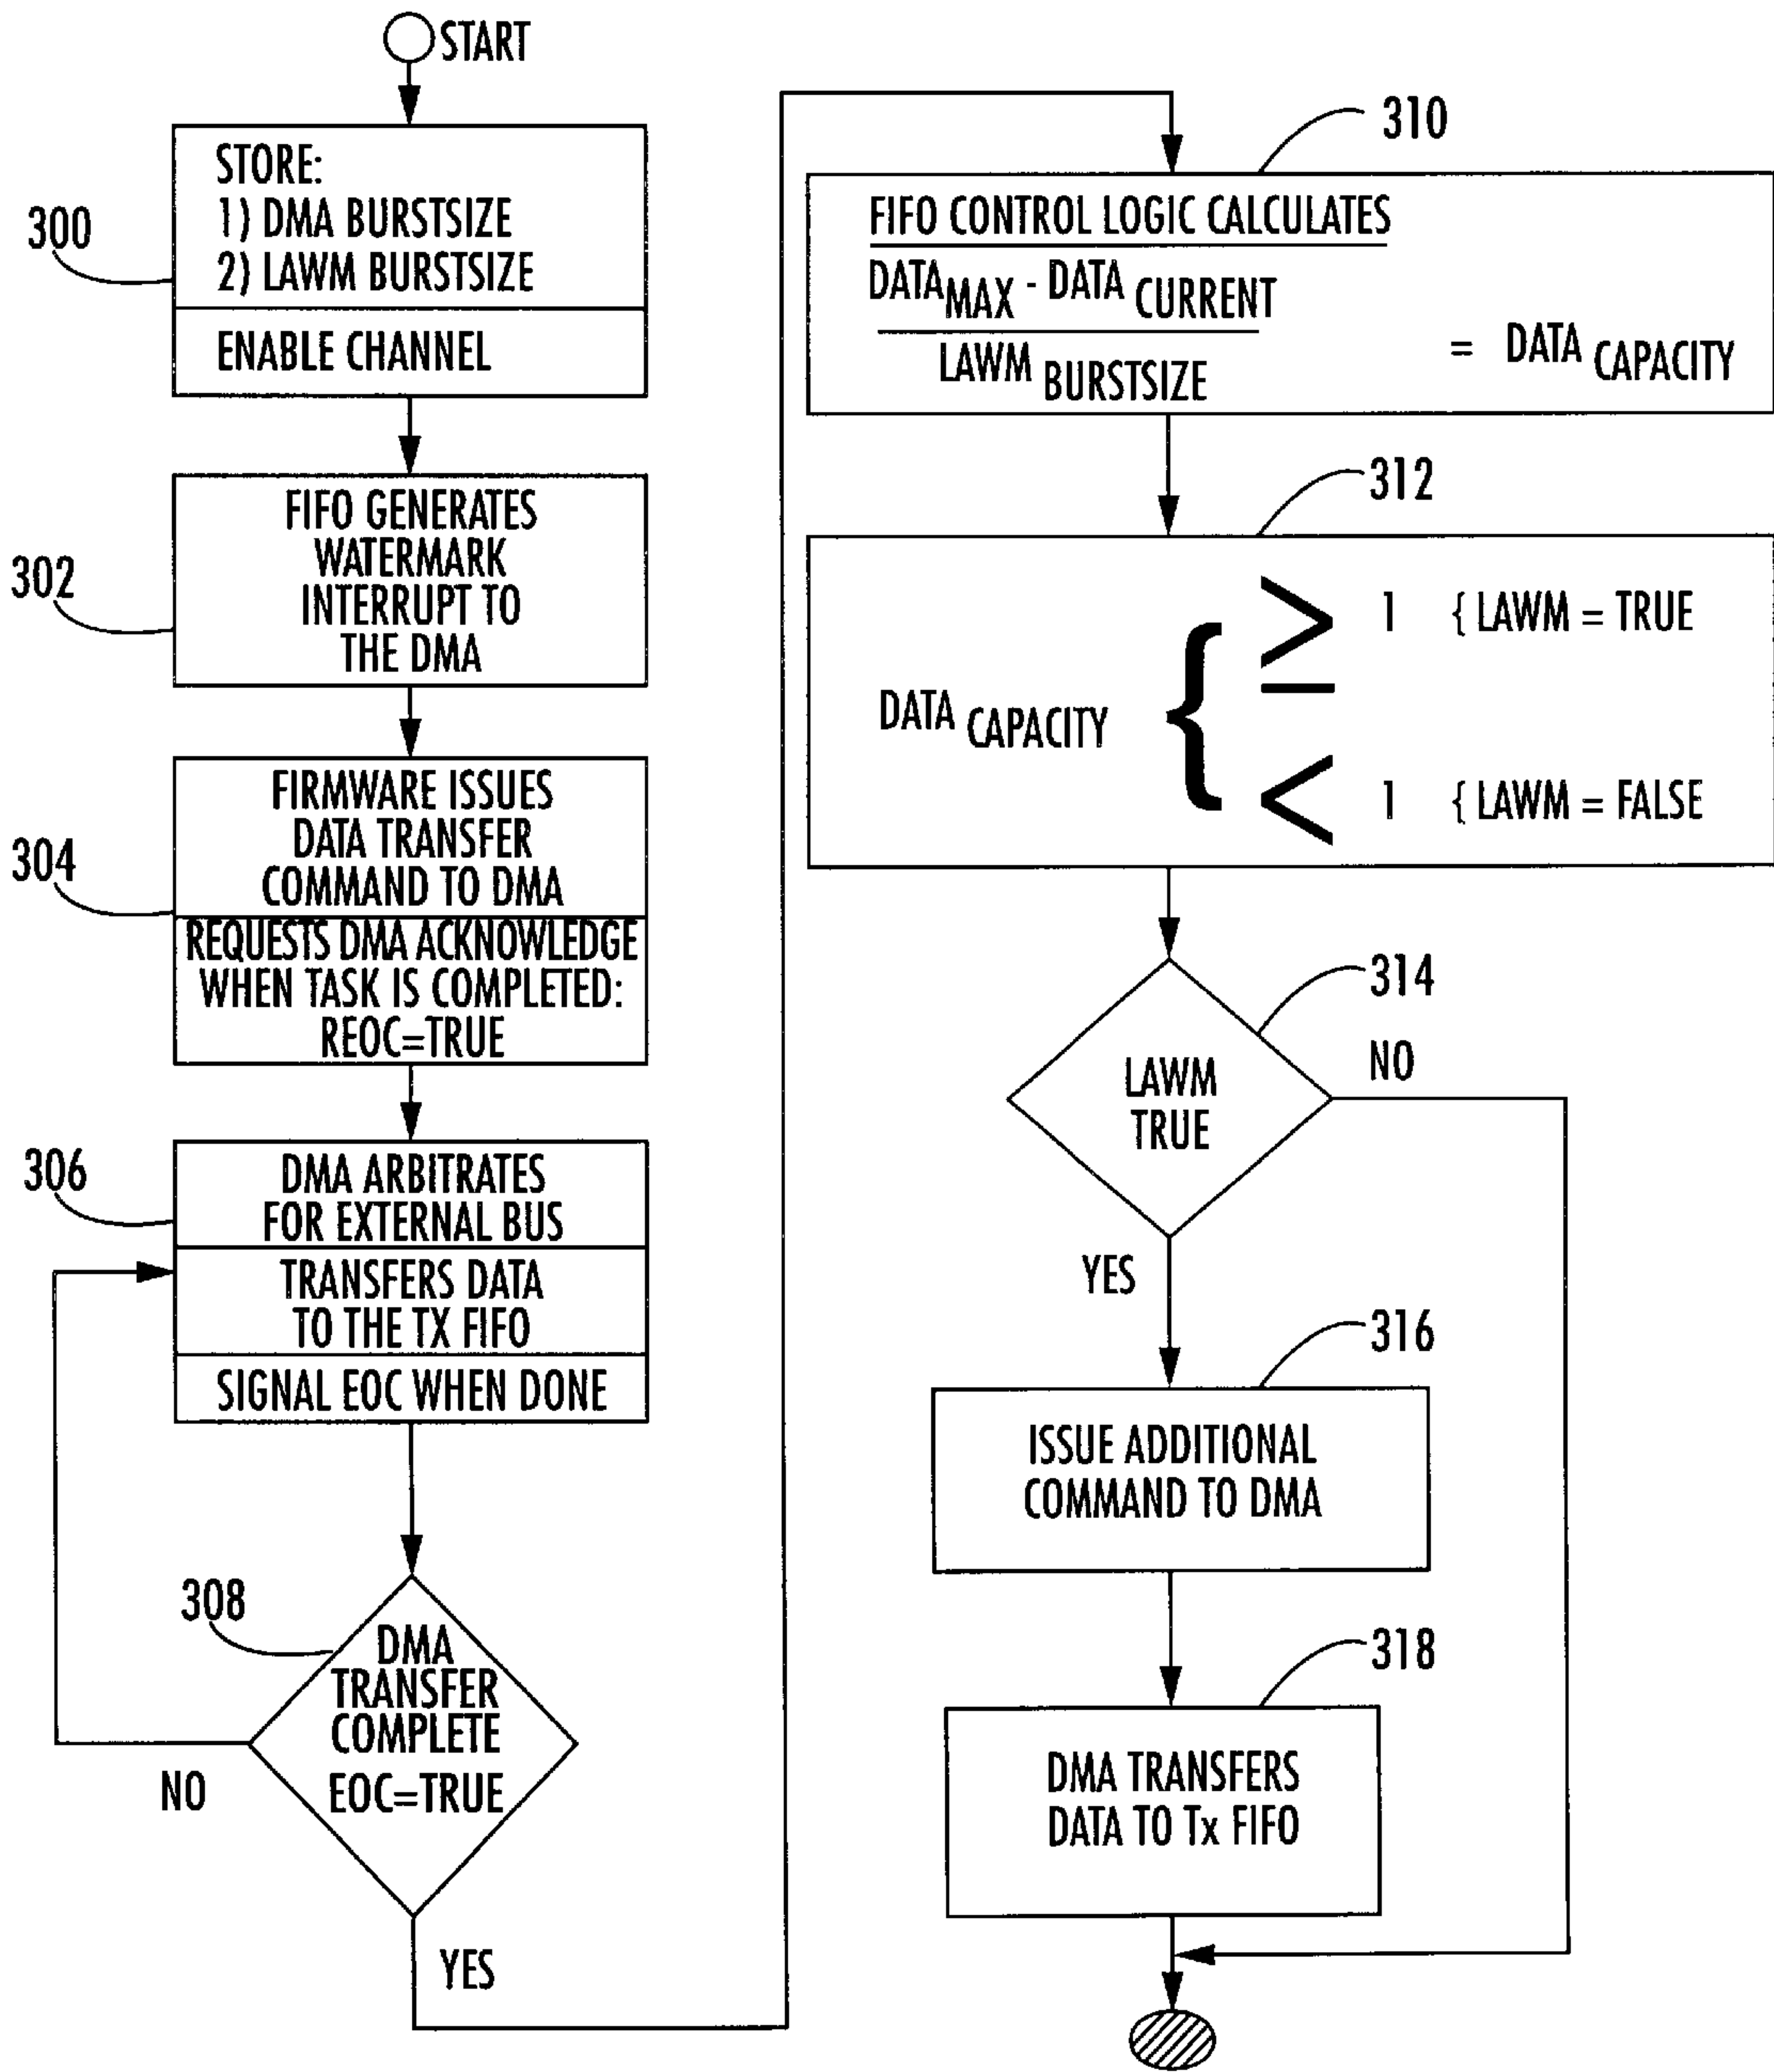 START
300
STORE:
1) DMA BURSTSIZE
2) LAWM BURSTSIZE
ENABLE CHANNEL
302
FIFO GENERATES
WATERMARK
INTERRUPT TO
THE DMA
304
FIRMWARE ISSUES
DATA TRANSFER
COMMAND TO DMA
REQUESTS DMA ACKNOWLEDGE
WHEN TASK IS COMPLETED:
REOC=TRUE
306
DMA ARBITRATES
FOR EXTERNAL BUS
TRANSFERS DATA
TO THE TX FIFO
SIGNAL EOC WHEN DONE
308
DMA
TRANSFER
COMPLETE
EOC=TRUE
NO
YES
310
FIFO CONTROL LOGIC CALCULATES
DATA MAX - DATA CURRENT
LAWM BURSTSIZE = DATA CAPACITY
312
DATA CAPACITY {
≥ 1 { LAWM = TRUE
< 1 { LAWM = FALSE
314
LAWM
TRUE
NO
YES
316
ISSUE ADDITIONAL
COMMAND TO DMA
318
DMA TRANSFERS
DATA TO Tx FIFO